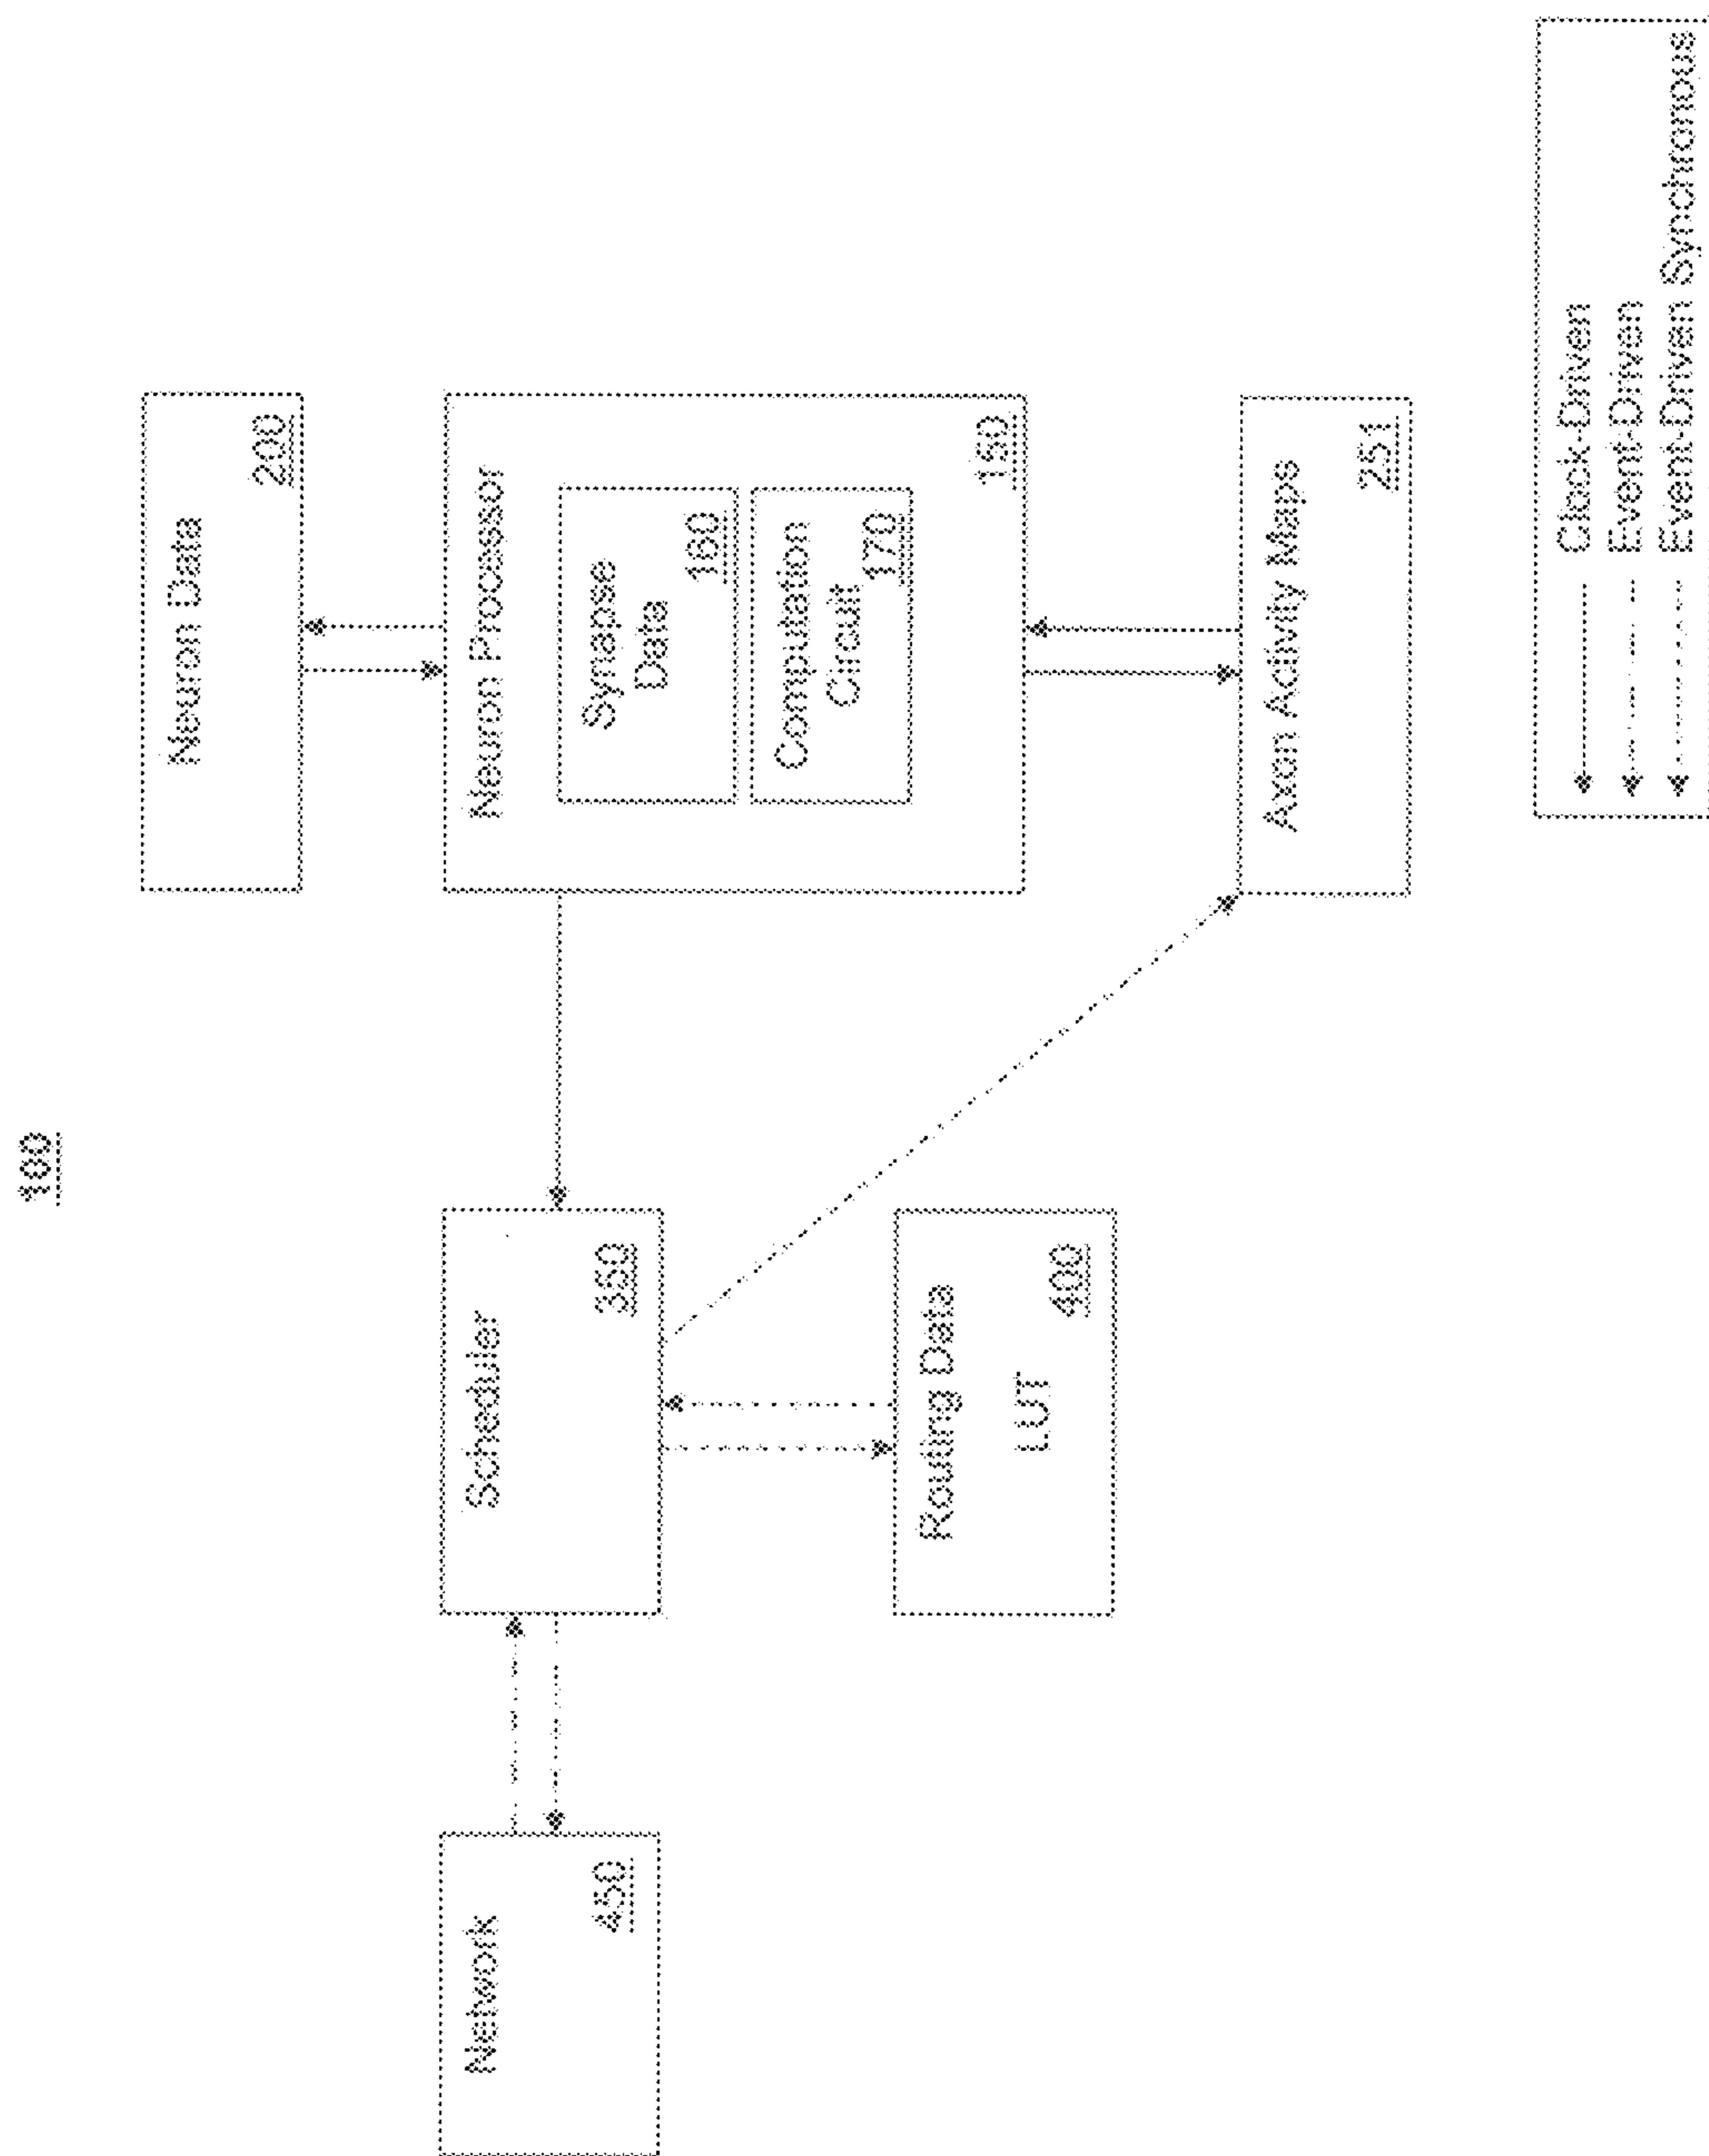 100
Network
450
Scheduler
350
Routing Data
LUT
400
Neuron Data
200
Neuron Processor
Synapse
Data
160
Computation
Circuit
170
150
Axon Activity Maps
251
Clock-Driven
Event-Driven
Event-Driven Synchronous